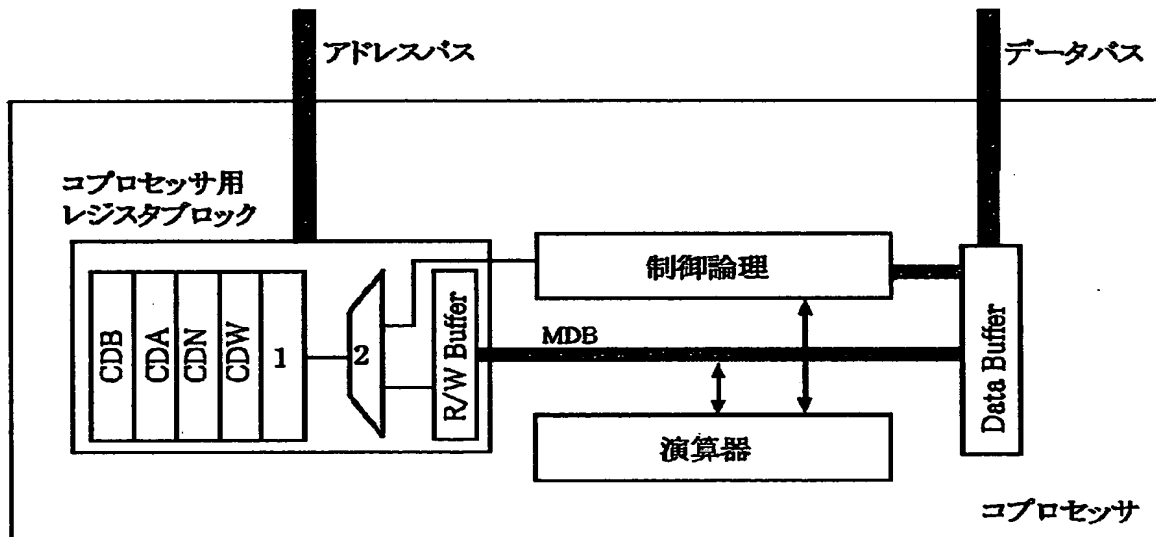 アドレスバス
データバス
コプロセッサ用
レジスタブロック
CDB
CDA
CDN
CDW
1
2
R/W Buffer
制御論理
MDB
演算器
Data Buffer
コプロセッサ